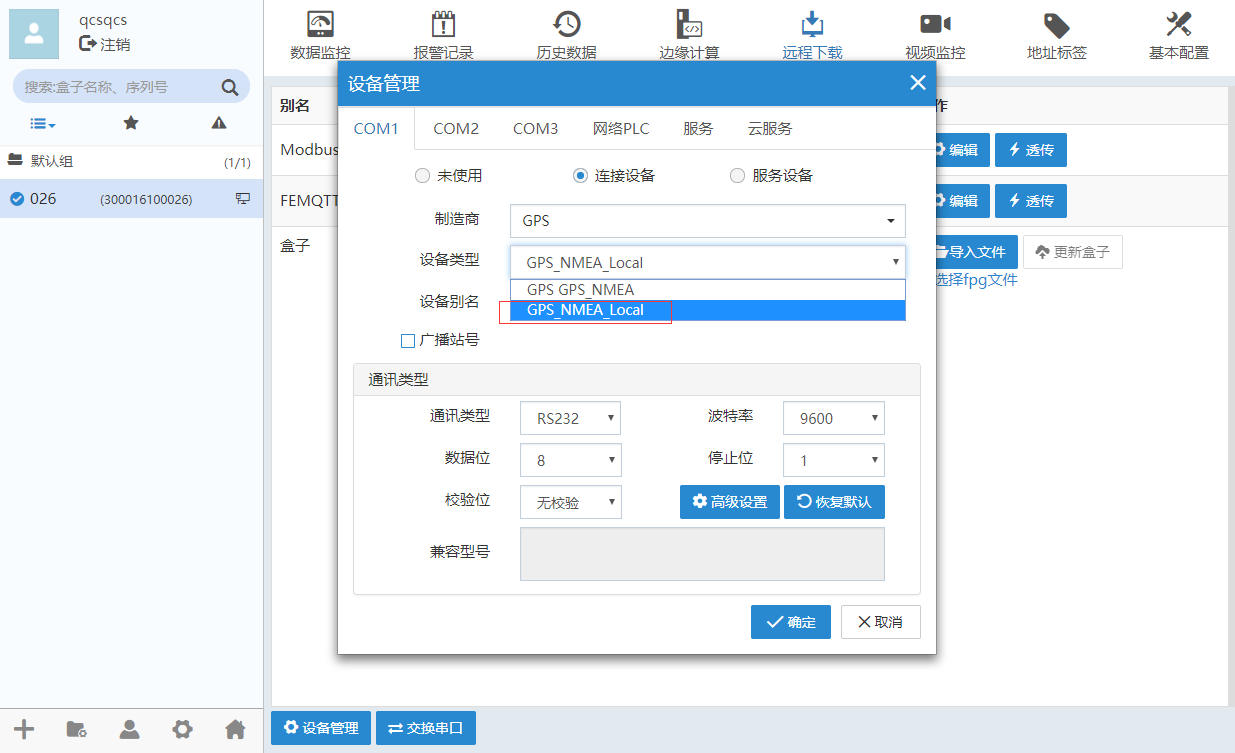 qcsqcs
注销
搜索:盒子名称、序列号
默认组 (1/1)
026 (300016100026)
数据监控 报警记录 历史数据 边缘计算 远程下载 视频监控 地址标签 基本配置
别名
作
Modbus
编辑 透传
FEMQTT
编辑 透传
盒子
导入文件 更新盒子
选择fpg文件
设备管理
COM1 COM2 COM3 网络PLC 服务 云服务
未使用 连接设备 服务设备
制造商 GPS
设备类型 GPS_NMEA_Local
GPS GPS_NMEA
设备别名
GPS_NMEA_Local
广播站号
通讯类型
通讯类型 RS232 波特率 9600
数据位 8 停止位 1
校验位 无校验 高级设置 恢复默认
兼容型号
确定 取消
设备管理 交换串口